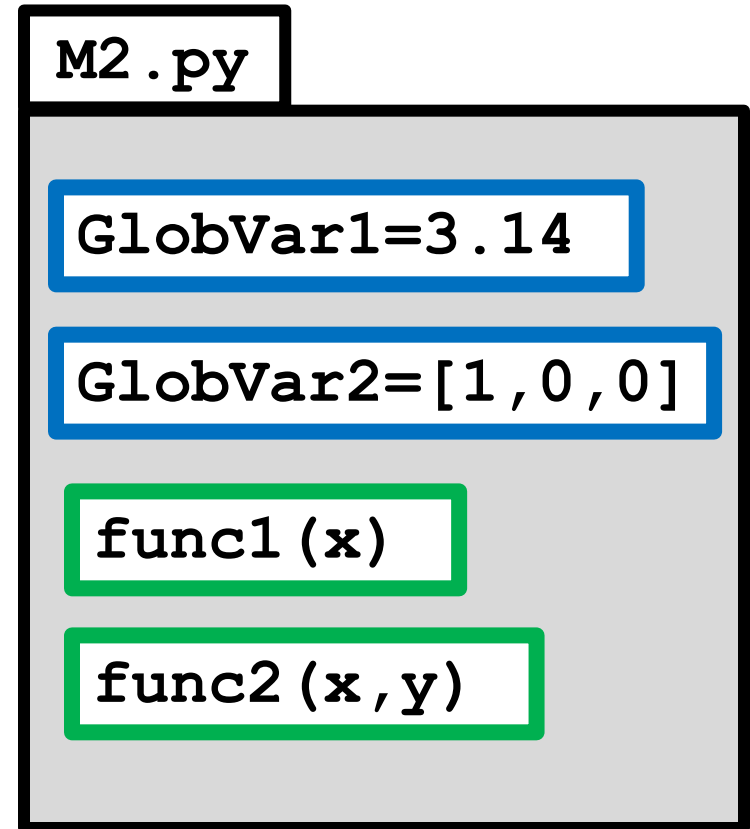 M2.py
GlobVar1=3.14
GlobVar2=[1,0,0]
func1(x)
func2(x,y)